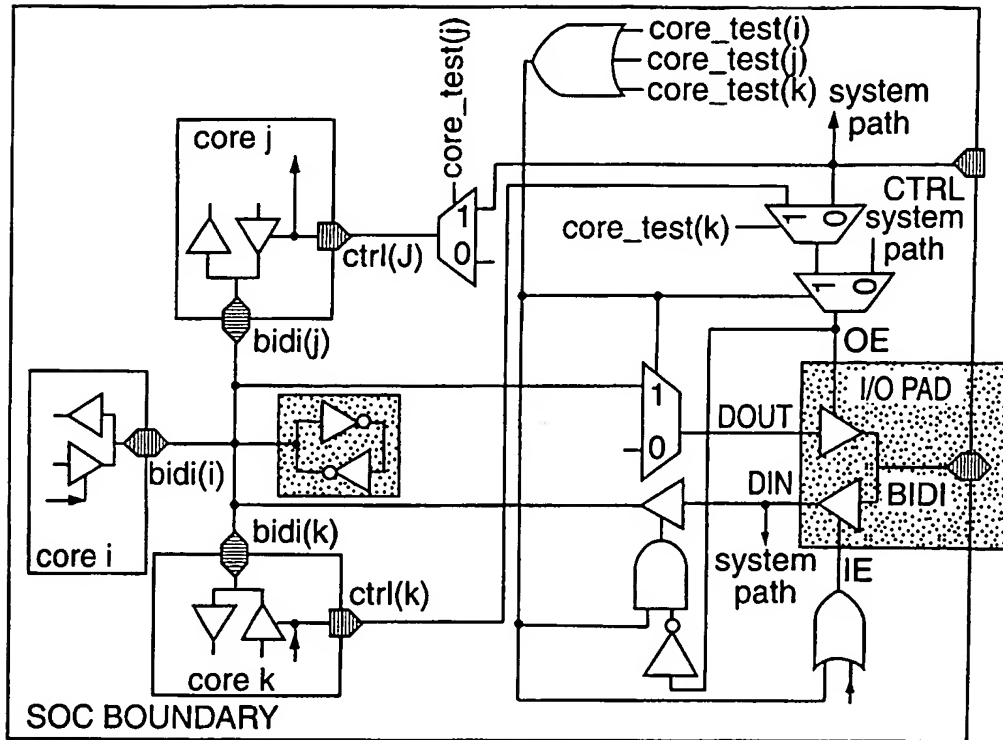 core_test(i)
core_test(j)
core_test(k)
system
path
core_test(j)
core j
1
0
ctrl(J)
bidi(j)
CTRL
1
0
core_test(k)
system
path
1
0
OE
I/O PAD
1
0
DOUT
DIN
BIDI
system
path
IE
bidi(i)
core i
bidi(k)
ctrl(k)
core k
SOC BOUNDARY